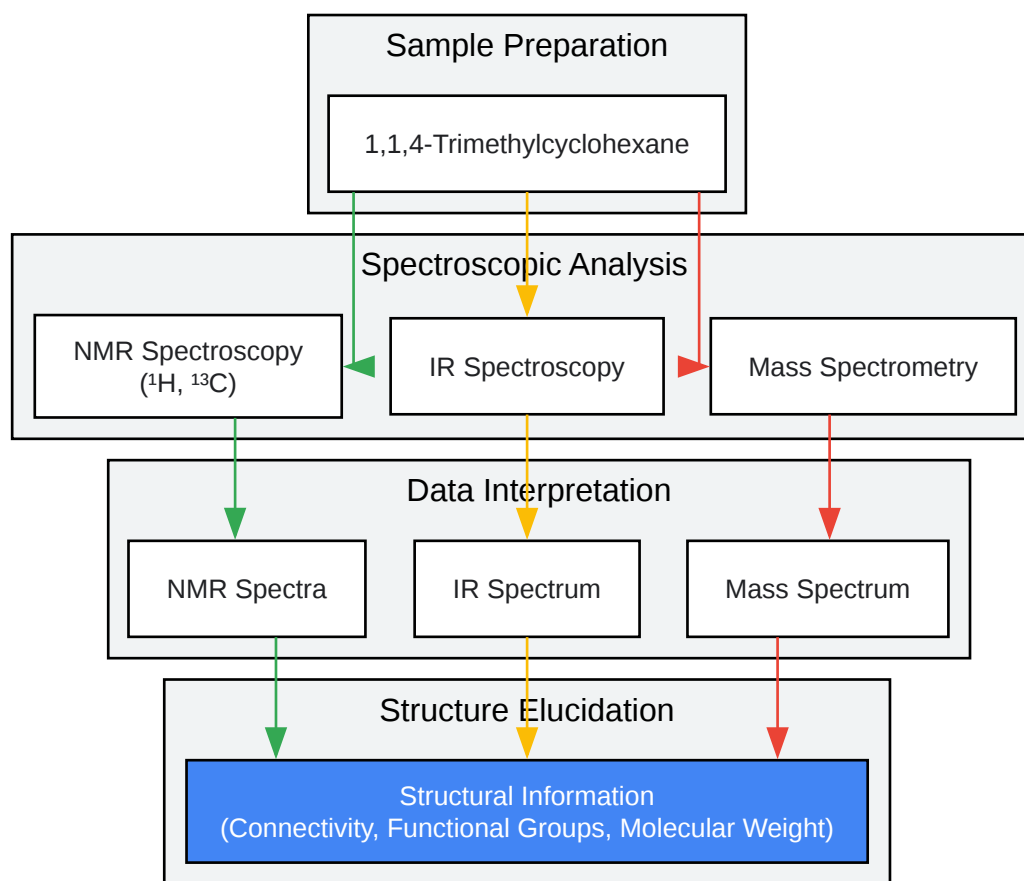 Sample Preparation
1,1,4-Trimethylcyclohexane
Spectroscopic Analysis
NMR Spectroscopy
(¹H, ¹³C)
IR Spectroscopy
Mass Spectrometry
Data Interpretation
NMR Spectra
IR Spectrum
Mass Spectrum
Structure Elucidation
Structural Information
(Connectivity, Functional Groups, Molecular Weight)